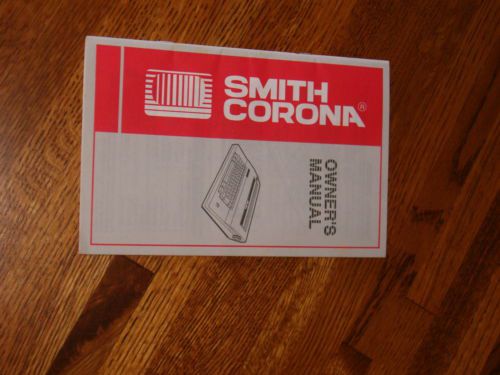 SMITH
CORONA®
OWNER'S
MANUAL